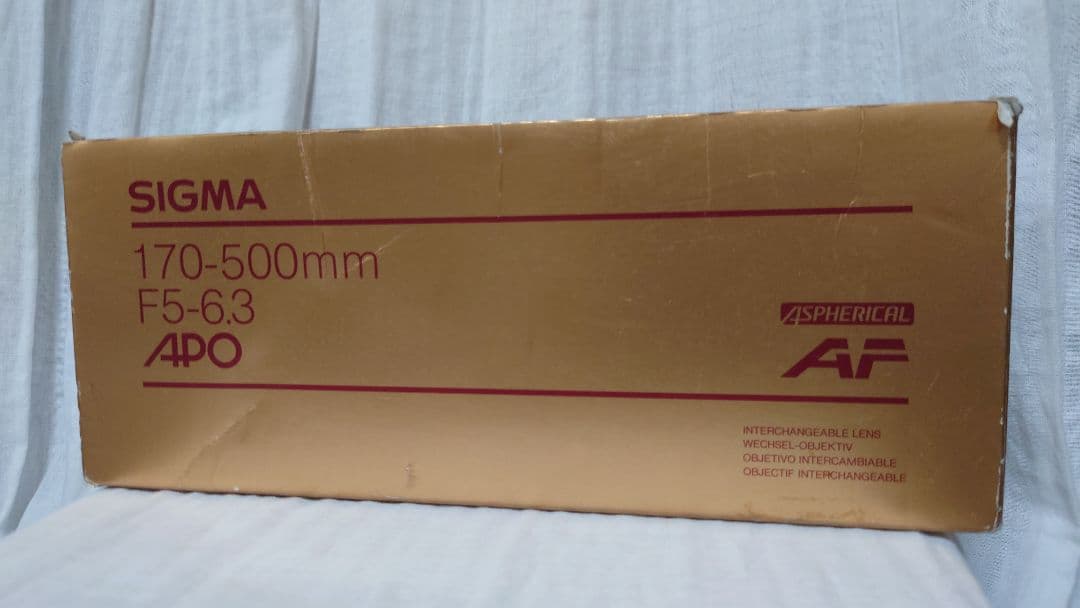 SIGMA
170-500mm
F5-6.3
APO
ASPHERICAL
AF
INTERCHANGEABLE LENS
WECHSEL-OBJEKTIV
OBJETIVO INTERCAMBIABLE
OBJECTIF INTERCHANGEABLE